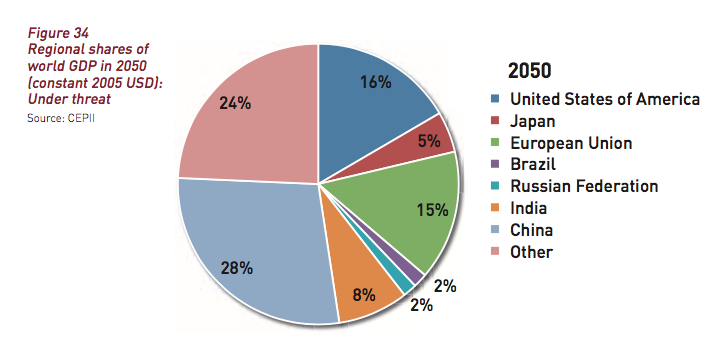 Figure 34
Regional shares of
world GDP in 2050
(constant 2005 USD):
Under threat
Source: CEPII
16%
5%
15%
2%
2%
8%
28%
24%
2050
United States of America
Japan
European Union
Brazil
Russian Federation
India
China
Other